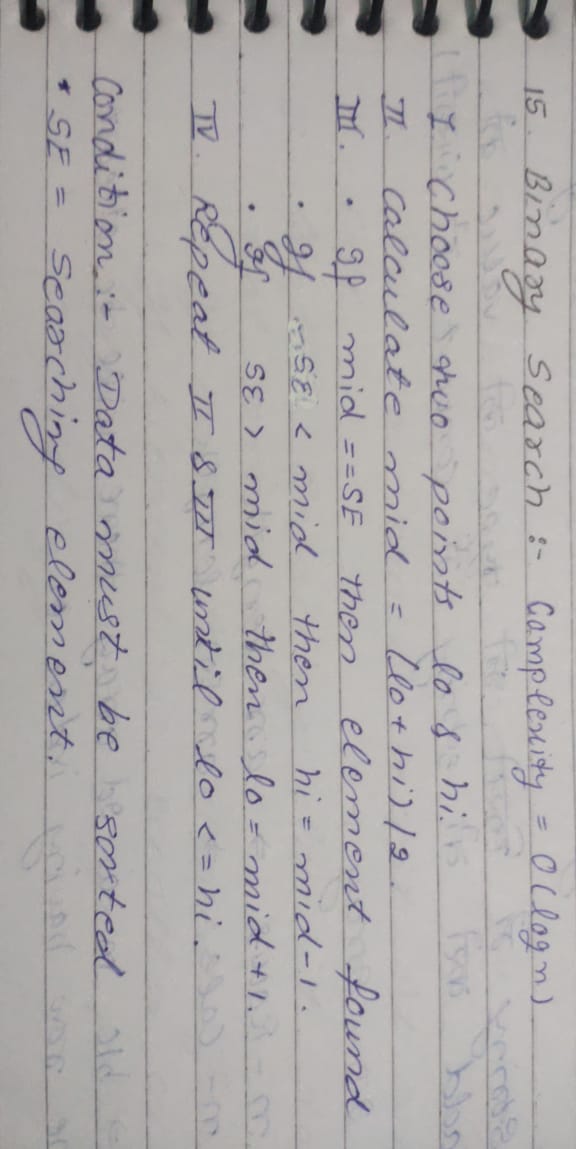 15. Binary Search :- Complexity = O(logn)
I Choose two points lo & hi.
II. Calculate mid = (lo+hi)/2.
III. • If mid ==SE then element found
• If SE < mid then hi = mid-1.
• If SE > mid then lo = mid+1.
IV. Repeat II & III until lo <= hi.
Condition :- Data must be sorted
* SE = Searching element.